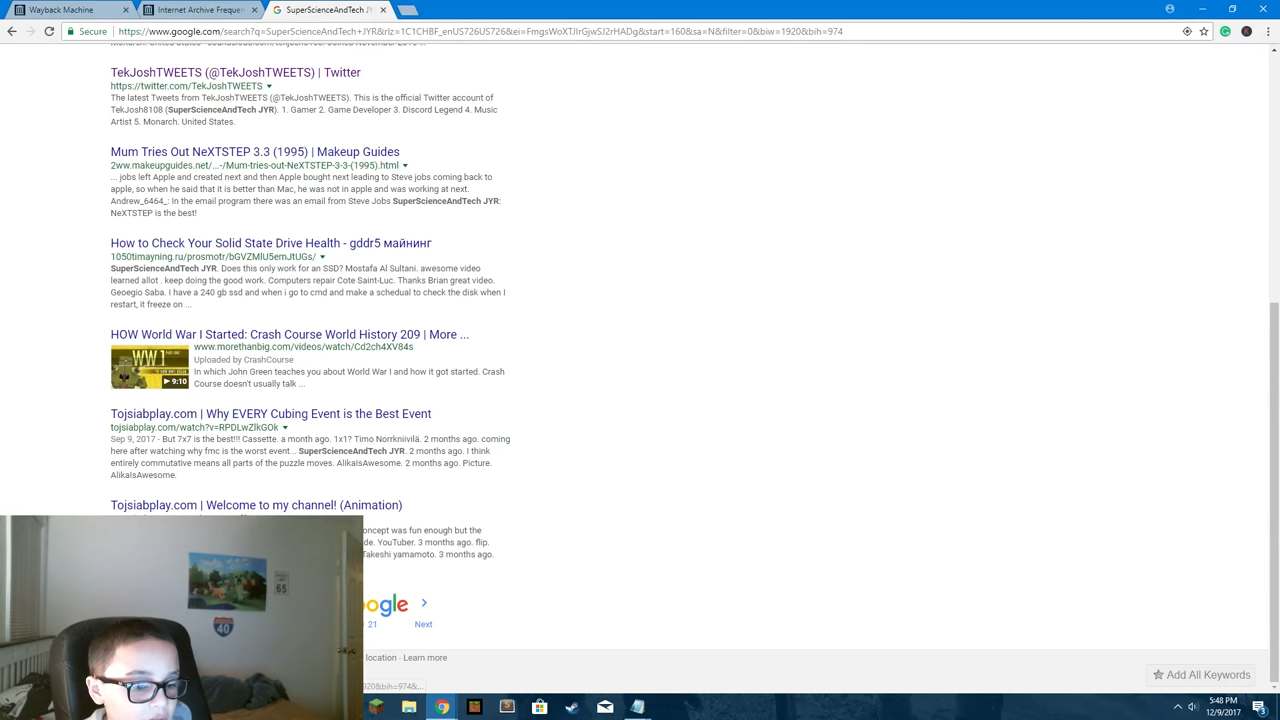 Wayback Machine
Internet Archive Frequen
SuperScienceAndTech JY
Secure
https://www.google.com/search?q=SuperScienceAndTech+JYR&rlz=1C1CHBF_enUS726US726&ei=FmgsWoXTJIrGjwSJ2rHADg&start=160&sa=N&filter=0&biw=1920&bih=974
TekJoshTWEETS (@TekJoshTWEETS) | Twitter
https://twitter.com/TekJoshTWEETS
The latest Tweets from TekJoshTWEETS (@TekJoshTWEETS). This is the official Twitter account of
TekJosh8108 (SuperScienceAndTech JYR). 1. Gamer 2. Game Developer 3. Discord Legend 4. Music
Artist 5. Monarch. United States.
Mum Tries Out NeXTSTEP 3.3 (1995) | Makeup Guides
2ww.makeupguides.net/...-/Mum-tries-out-NeXTSTEP-3-3-(1995).html
... jobs left Apple and created next and then Apple bought next leading to Steve jobs coming back to
apple, so when he said that it is better than Mac, he was not in apple and was working at next.
Andrew_6464_: In the email program there was an email from Steve Jobs SuperScienceAndTech JYR:
NeXTSTEP is the best!
How to Check Your Solid State Drive Health - gddr5 майнинг
1050timayning.ru/prosmotr/bGVZMlU5emJtUGs/
SuperScienceAndTech JYR. Does this only work for an SSD? Mostafa Al Sultani. awesome video
learned allot . keep doing the good work. Computers repair Cote Saint-Luc. Thanks Brian great video.
Geoegio Saba. I have a 240 gb ssd and when i go to cmd and make a schedual to check the disk when I
restart, it freeze on ...
HOW World War I Started: Crash Course World History 209 | More ...
www.morethanbig.com/videos/watch/Cd2ch4XV84s
Uploaded by CrashCourse
In which John Green teaches you about World War I and how it got started. Crash
Course doesn't usually talk ...
WW1
9:10
Tojsiabplay.com | Why EVERY Cubing Event is the Best Event
tojsiabplay.com/watch?v=RPDLwZlkGOk
Sep 9, 2017 - But 7x7 is the best!!! Cassette. a month ago. 1x1? Timo Norrkniivilä. 2 months ago. coming
here after watching why fmc is the worst event... SuperScienceAndTech JYR. 2 months ago. I think
entirely commutative means all parts of the puzzle moves. AlikaIsAwesome. 2 months ago. Picture.
AlikaIsAwesome.
Tojsiabplay.com | Welcome to my channel! (Animation)
oncept was fun enough but the
de. YouTuber. 3 months ago. flip.
Takeshi yamamoto. 3 months ago.
ogle
21
Next
location · Learn more
Add All Keywords
920&bih=974&...
65
40
5:48 PM
12/9/2017
3